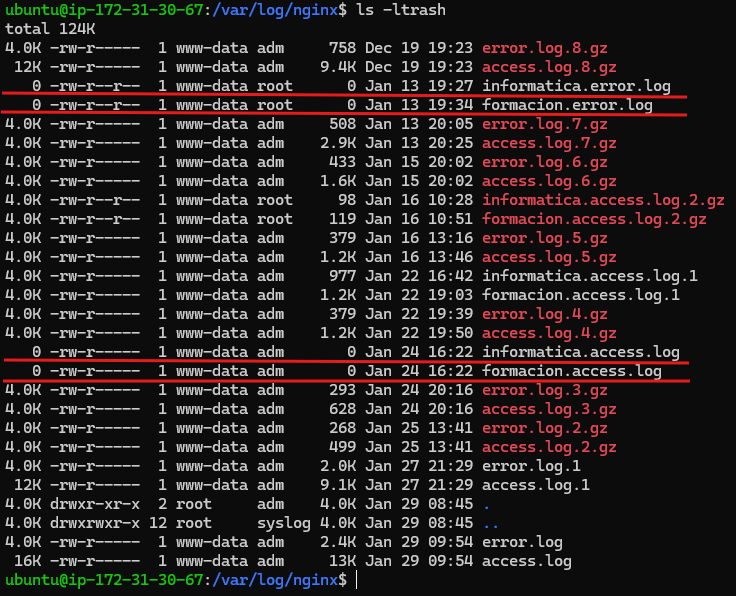 ubuntu@ip-172-31-30-67:/var/log/nginx$ ls -ltrash
total 124K
4.0K -rw-r----- 1 www-data adm 758 Dec 19 19:23 error.log.8.gz
12K -rw-r----- 1 www-data adm 9.4K Dec 19 19:23 access.log.8.gz
0 -rw-r--r-- 1 www-data root 0 Jan 13 19:27 informatica.error.log
0 -rw-r--r-- 1 www-data root 0 Jan 13 19:34 formacion.error.log
4.0K -rw-r----- 1 www-data adm 508 Jan 13 20:05 error.log.7.gz
4.0K -rw-r----- 1 www-data adm 2.9K Jan 13 20:25 access.log.7.gz
4.0K -rw-r----- 1 www-data adm 433 Jan 15 20:02 error.log.6.gz
4.0K -rw-r----- 1 www-data adm 1.6K Jan 15 20:02 access.log.6.gz
4.0K -rw-r--r-- 1 www-data root 98 Jan 16 10:28 informatica.access.log.2.gz
4.0K -rw-r--r-- 1 www-data root 119 Jan 16 10:51 formacion.access.log.2.gz
4.0K -rw-r----- 1 www-data adm 379 Jan 16 13:16 error.log.5.gz
4.0K -rw-r----- 1 www-data adm 1.2K Jan 16 13:46 access.log.5.gz
4.0K -rw-r----- 1 www-data adm 977 Jan 22 16:42 informatica.access.log.1
4.0K -rw-r----- 1 www-data adm 1.2K Jan 22 19:03 formacion.access.log.1
4.0K -rw-r----- 1 www-data adm 379 Jan 22 19:39 error.log.4.gz
4.0K -rw-r----- 1 www-data adm 1.2K Jan 22 19:50 access.log.4.gz
0 -rw-r----- 1 www-data adm 0 Jan 24 16:22 informatica.access.log
0 -rw-r----- 1 www-data adm 0 Jan 24 16:22 formacion.access.log
4.0K -rw-r----- 1 www-data adm 293 Jan 24 20:16 error.log.3.gz
4.0K -rw-r----- 1 www-data adm 628 Jan 24 20:16 access.log.3.gz
4.0K -rw-r----- 1 www-data adm 268 Jan 25 13:41 error.log.2.gz
4.0K -rw-r----- 1 www-data adm 499 Jan 25 13:41 access.log.2.gz
4.0K -rw-r----- 1 www-data adm 2.0K Jan 27 21:29 error.log.1
12K -rw-r----- 1 www-data adm 9.1K Jan 27 21:29 access.log.1
4.0K drwxr-xr-x 2 root adm 4.0K Jan 29 08:45 .
4.0K drwxrwxr-x 12 root syslog 4.0K Jan 29 08:45 ..
4.0K -rw-r----- 1 www-data adm 2.4K Jan 29 09:54 error.log
16K -rw-r----- 1 www-data adm 13K Jan 29 09:54 access.log
ubuntu@ip-172-31-30-67:/var/log/nginx$